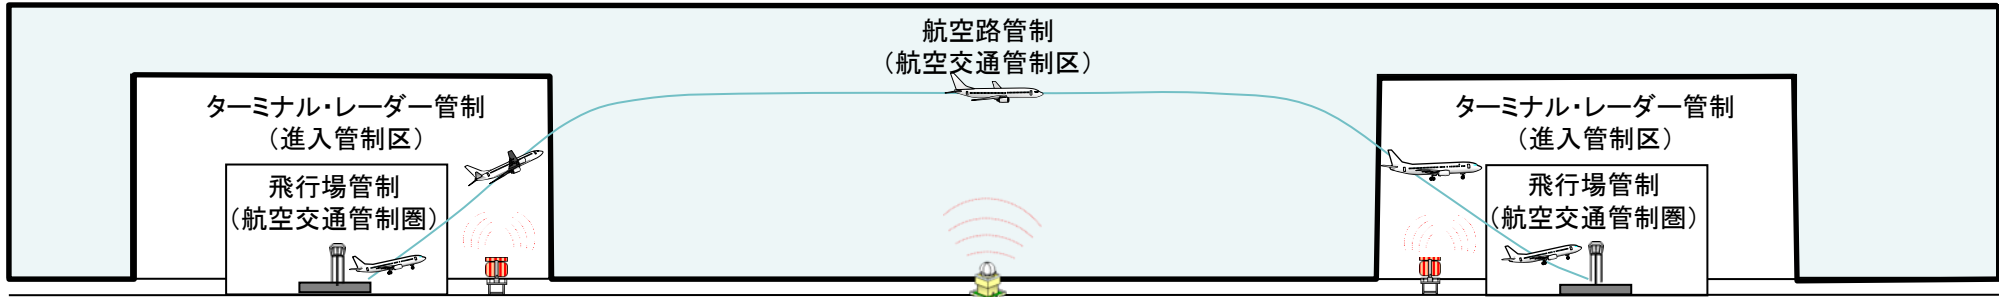 航空路管制
（航空交通管制区）
ターミナル・レーダー管制
（進入管制区）
飛行場管制
（航空交通管制圏）
ターミナル・レーダー管制
（進入管制区）
飛行場管制
（航空交通管制圏）